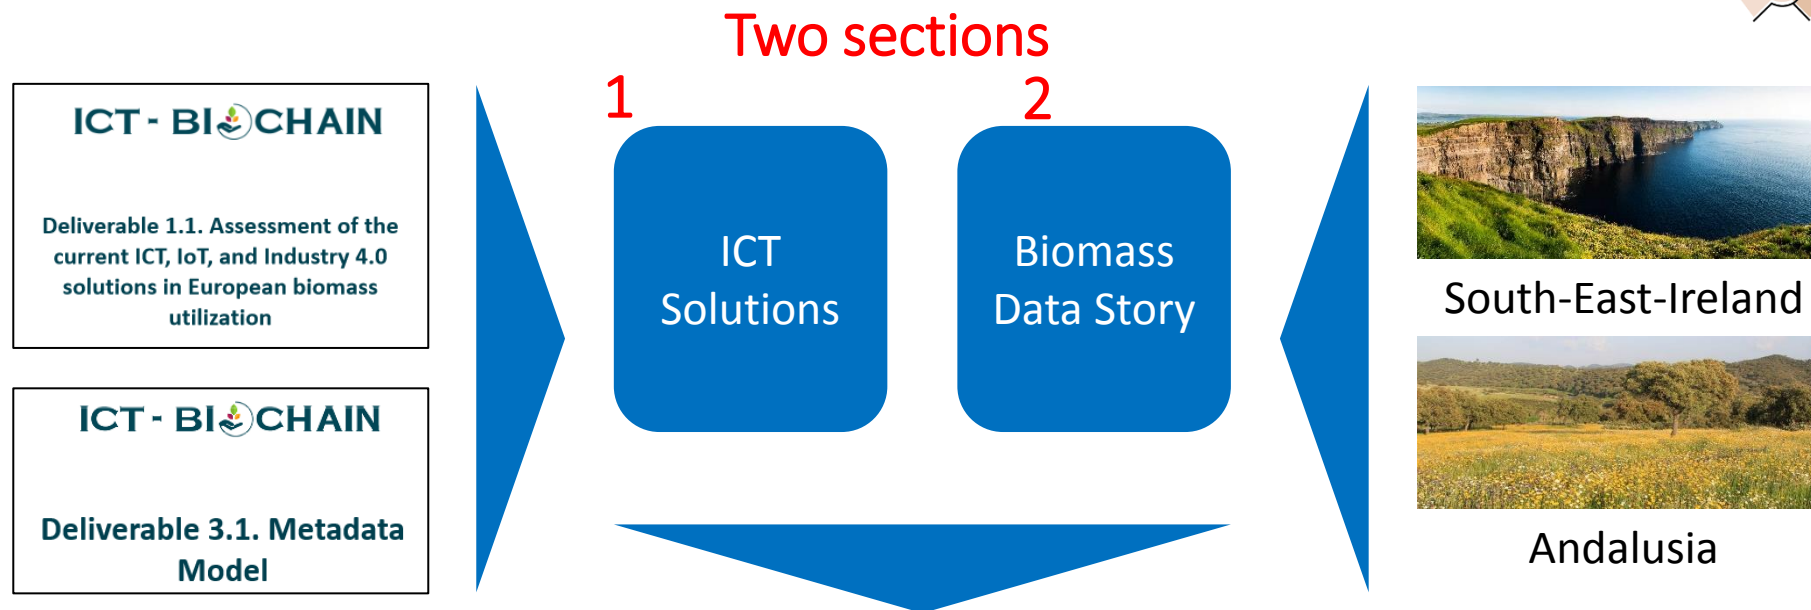 Two sections
1
2
ICT - BIOCHAIN
Deliverable 1.1. Assessment of the
current ICT, IoT, and Industry 4.0
solutions in European biomass
utilization
ICT - BIOCHAIN
Deliverable 3.1. Metadata
Model
ICT
Solutions
Biomass
Data Story
South-East-Ireland
Andalusia